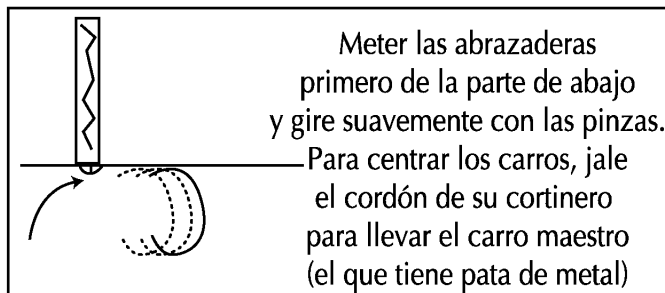 Meter las abrazaderas
primero de la parte de abajo
y gire suavemente con las pinzas.
Para centrar los carros, jale
el cordón de su cortinero
para llevar el carro maestro
(el que tiene pata de metal)